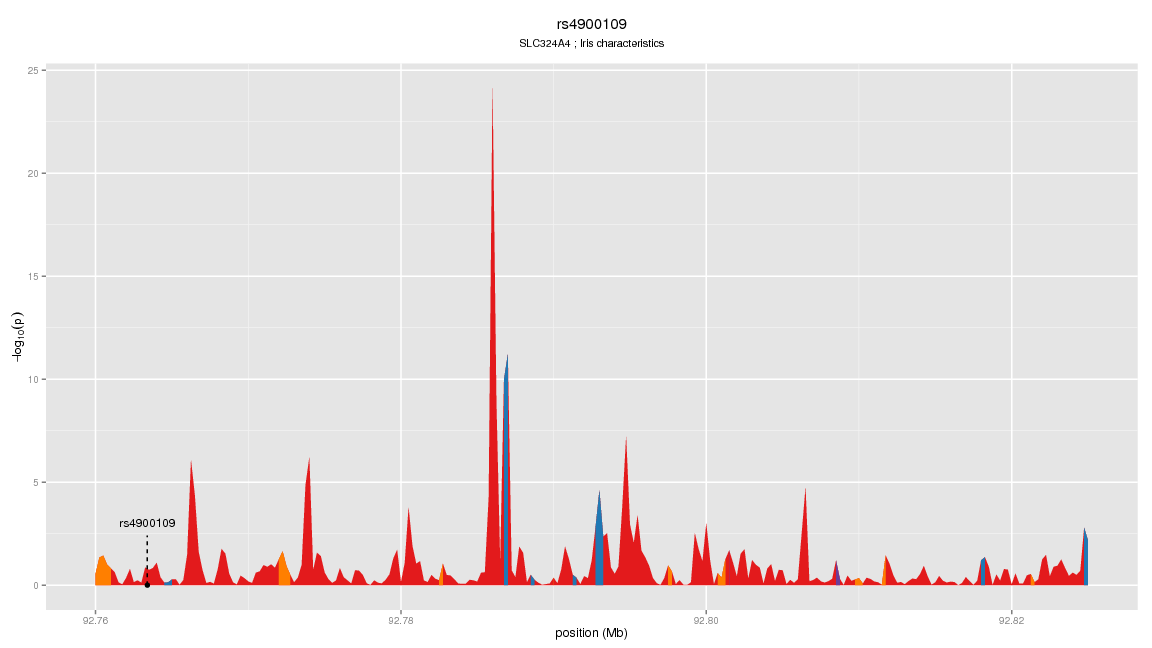 rs4900109
SLC324A4 ; Iris characteristics
25
20
15
10
5
0
−log10(p)
rs4900109
92.76
92.78
92.80
92.82
position (Mb)